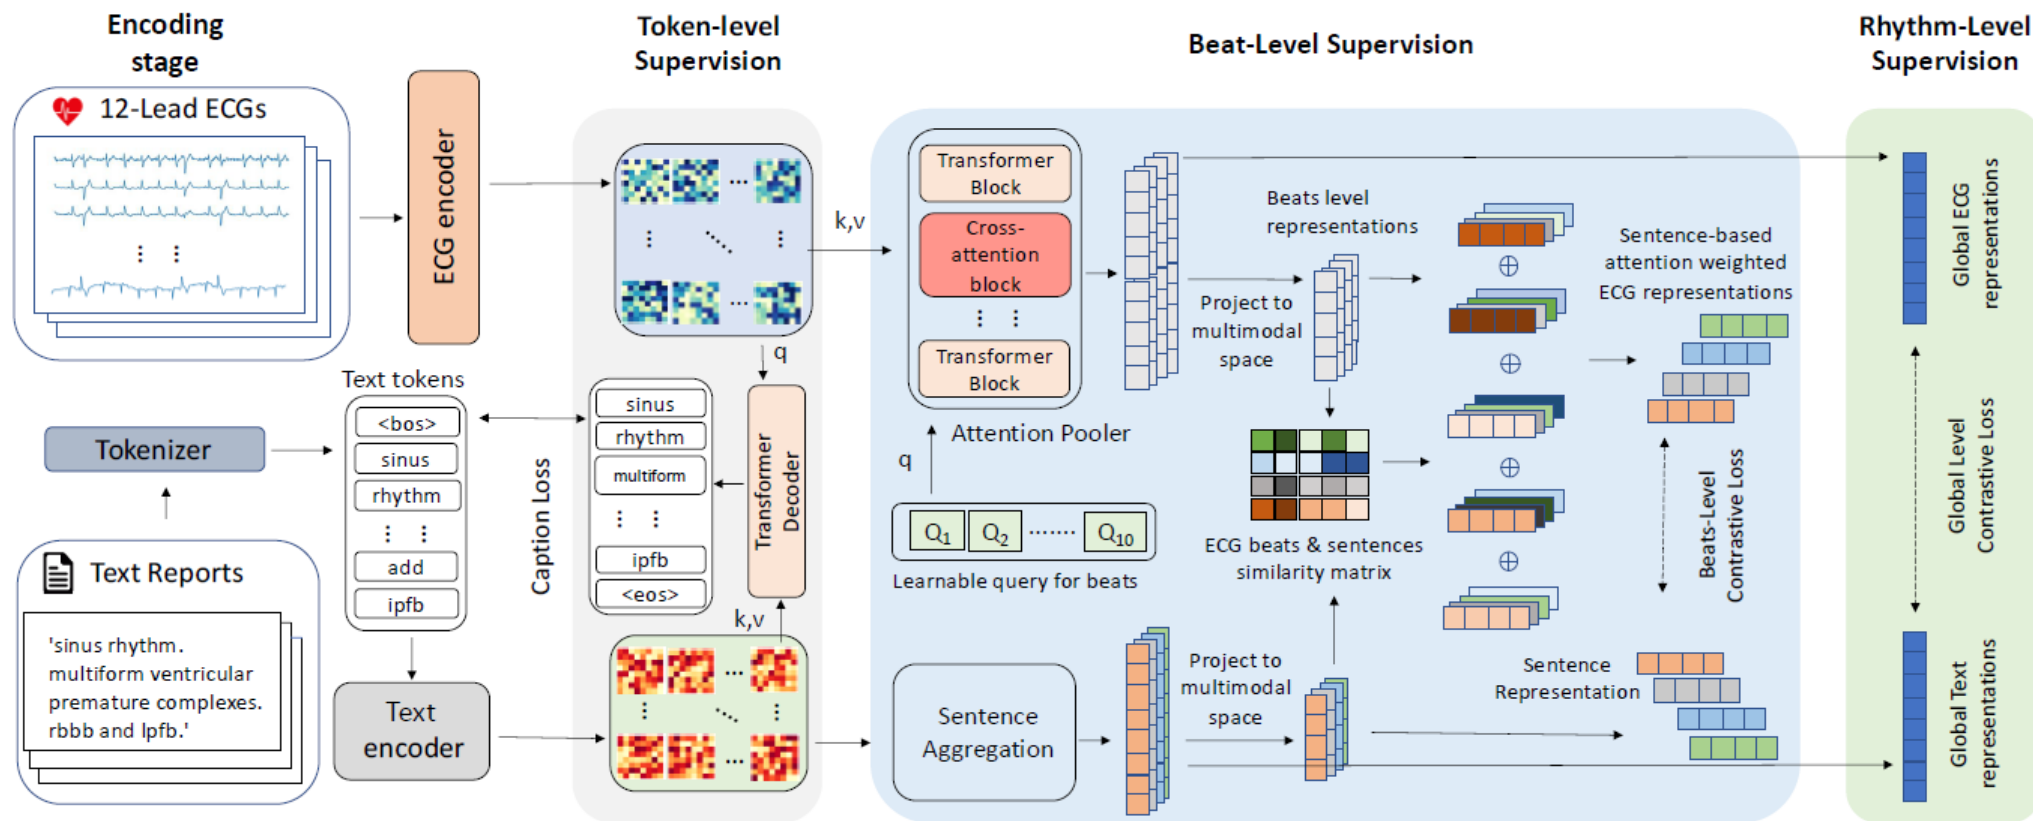 Encoding
stage
Token-level
Supervision
Beat-Level Supervision
Rhythm-Level
Supervision
12-Lead ECGs
ECG encoder
Text tokens
<bos>
sinus
rhythm
add
ipfb
Tokenizer
Text Reports
'sinus rhythm.
multiform ventricular
premature complexes.
rbbb and lpfb.'
Text
encoder
Caption Loss
q
sinus
rhythm
multiform
ipfb
<eos>
Transformer
Decoder
k,v
k,v
Transformer
Block
Cross-
attention
block
Transformer
Block
Attention Pooler
q
Q1
Q2
Q10
Learnable query for beats
Sentence
Aggregation
Project to
multimodal
space
Beats level
representations
ECG beats & sentences
similarity matrix
Project to
multimodal
space
Sentence-based
attention weighted
ECG representations
Beats-Level
Contrastive Loss
Sentence
Representation
Global ECG
representations
Global Level
Contrastive Loss
Global Text
representations